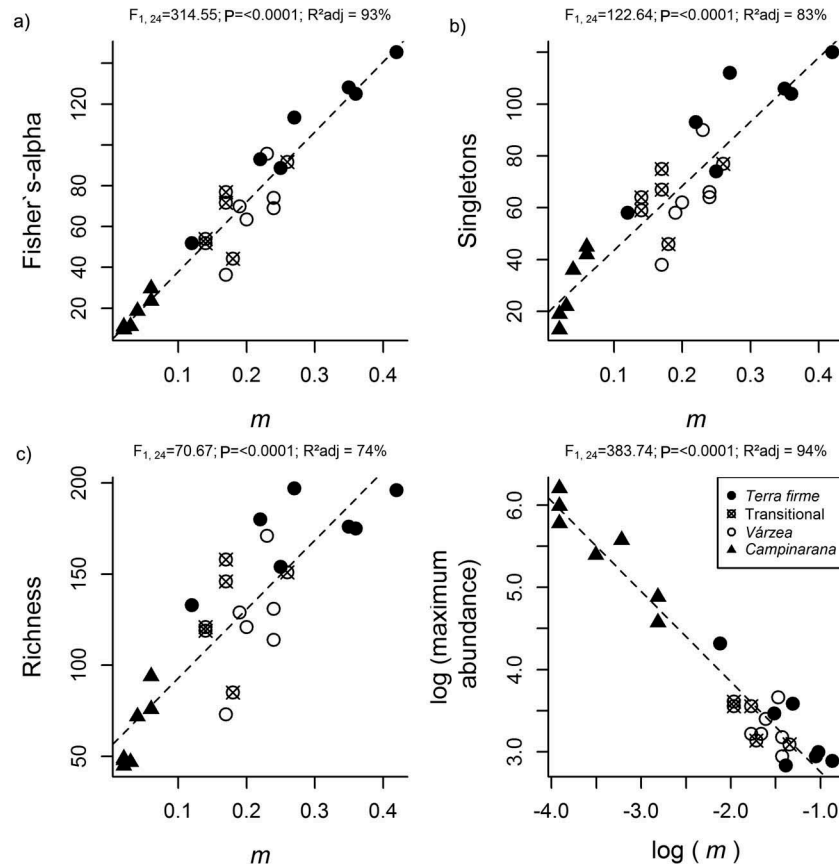 a)
F1, 24=314.55; P=<0.0001; R²adj = 93%
Fisher`s-alpha
20
40
60
80
120
0.1
0.2
0.3
0.4
m
b)
F1, 24=122.64; P=<0.0001; R²adj = 83%
Singletons
20
40
60
80
100
0.1
0.2
0.3
0.4
m
c)
F1, 24=70.67; P=<0.0001; R²adj = 74%
Richness
50
100
150
200
0.1
0.2
0.3
0.4
m
F1, 24=383.74; P=<0.0001; R²adj = 94%
Terra firme
Transitional
Várzea
Campinarana
log (maximum
abundance)
3.0
4.0
5.0
6.0
-4.0
-3.0
-2.0
-1.0
log ( m )